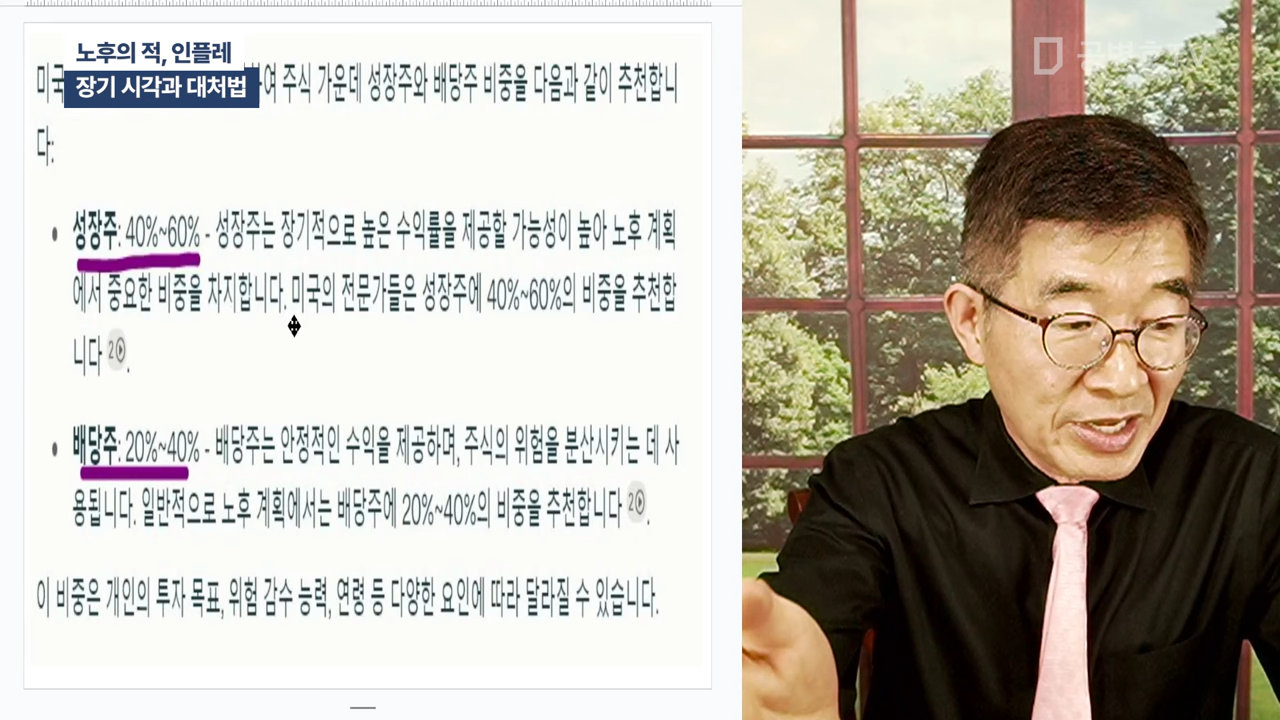 노후의 적, 인플레
장기 시각과 대처법
미국 여 주식 가운데 성장주와 배당주 비중을 다음과 같이 추천합니
다:
• 성장주: 40%~60% - 성장주는 장기적으로 높은 수익률을 제공할 가능성이 높아 노후 계획
에서 중요한 비중을 차지합니다. 미국의 전문가들은 성장주에 40%~60%의 비중을 추천합
니다 2.
• 배당주: 20%~40% - 배당주는 안정적인 수익을 제공하며, 주식의 위험을 분산시키는 데 사
용됩니다. 일반적으로 노후 계획에서는 배당주에 20%~40%의 비중을 추천합니다 2.
이 비중은 개인의 투자 목표, 위험 감수 능력, 연령 등 다양한 요인에 따라 달라질 수 있습니다.